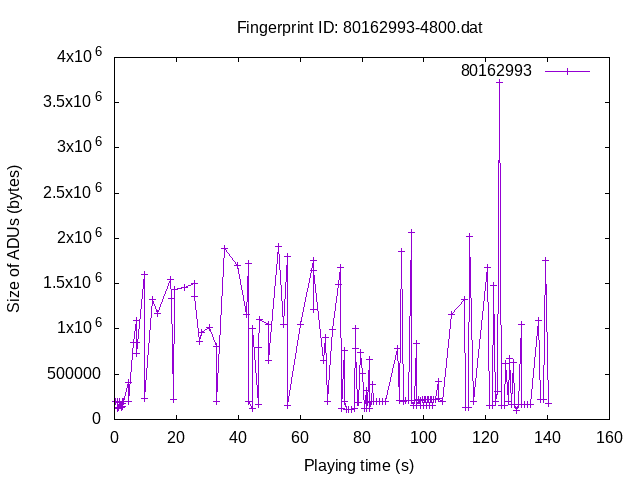 Fingerprint ID: 80162993-4800.dat
80162993
Size of ADUs (bytes)
4x10^6
3.5x10^6
3x10^6
2.5x10^6
2x10^6
1.5x10^6
1x10^6
500000
0
0 20 40 60 80 100 120 140 160
Playing time (s)